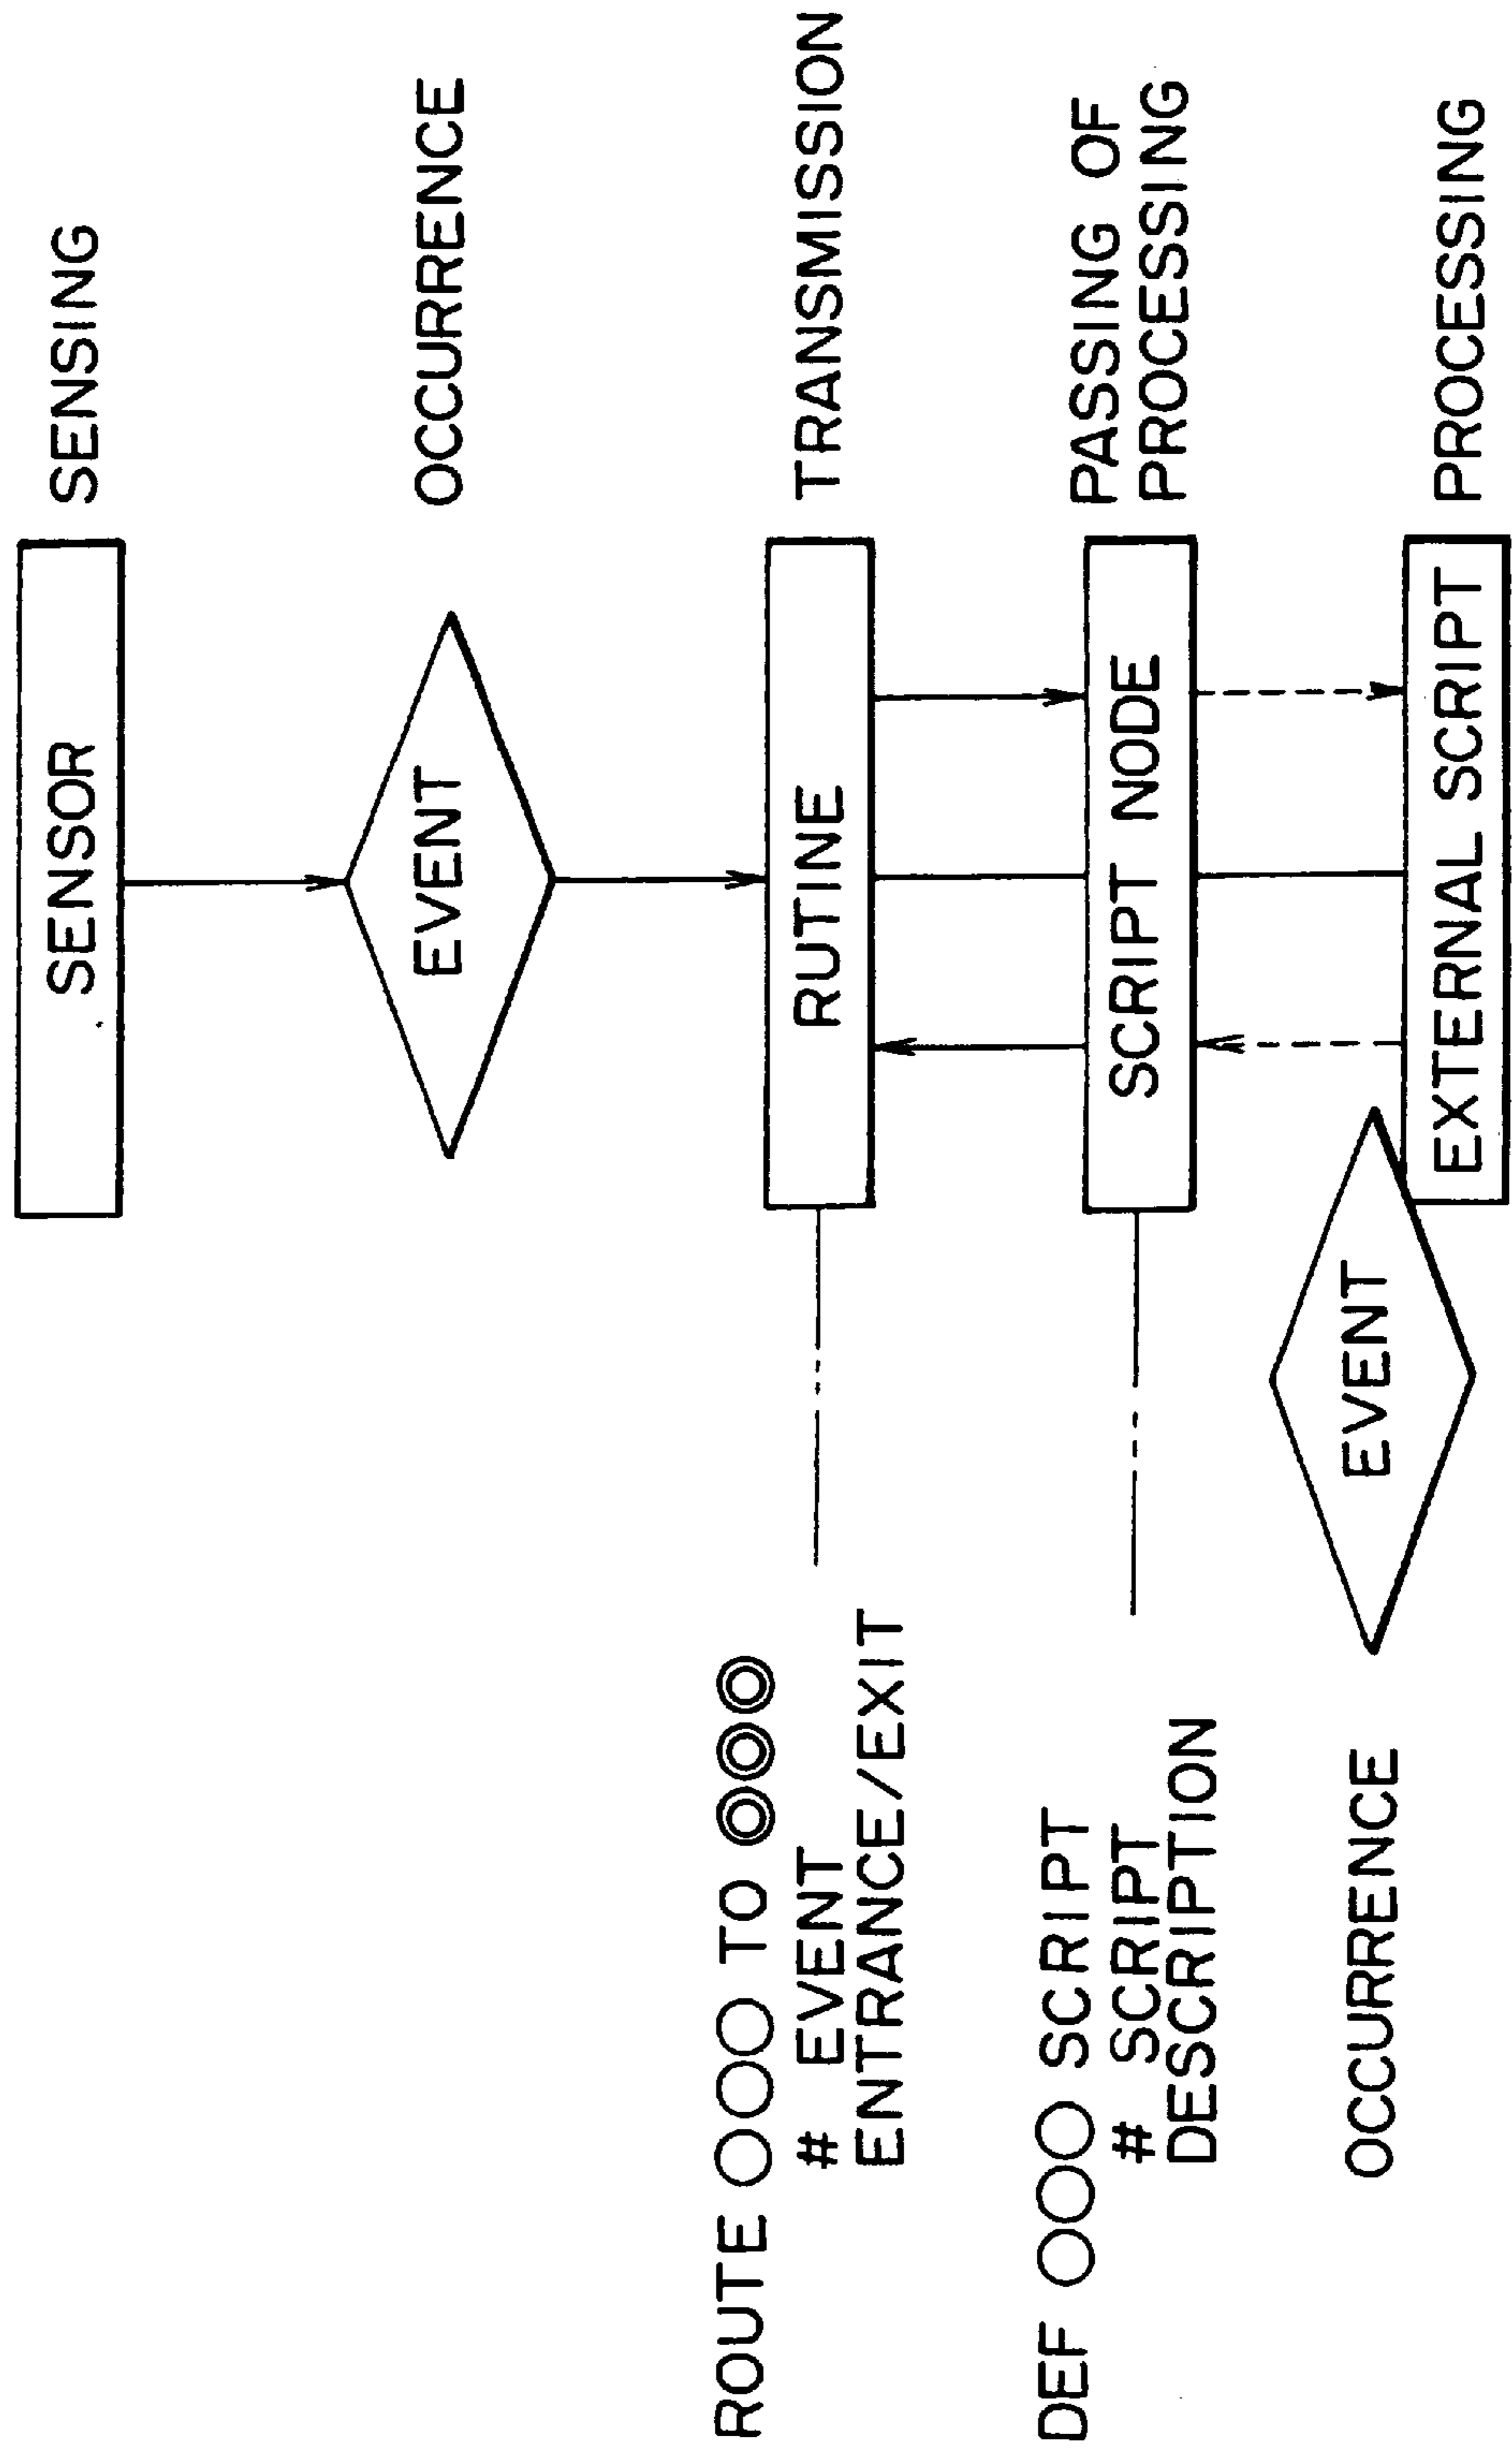 SENSOR
SENSING
EVENT
OCCURRENCE
ROUTE ○○○ TO ◎◎◎
# EVENT
ENTRANCE/EXIT
RUTINE
TRANSMISSION
DEF ○○○ SCRIPT
# SCRIPT
DESCRIPTION
SCRIPT NODE
PASSING OF
PROCESSING
OCCURRENCE
EVENT
EXTERNAL SCRIPT
PROCESSING